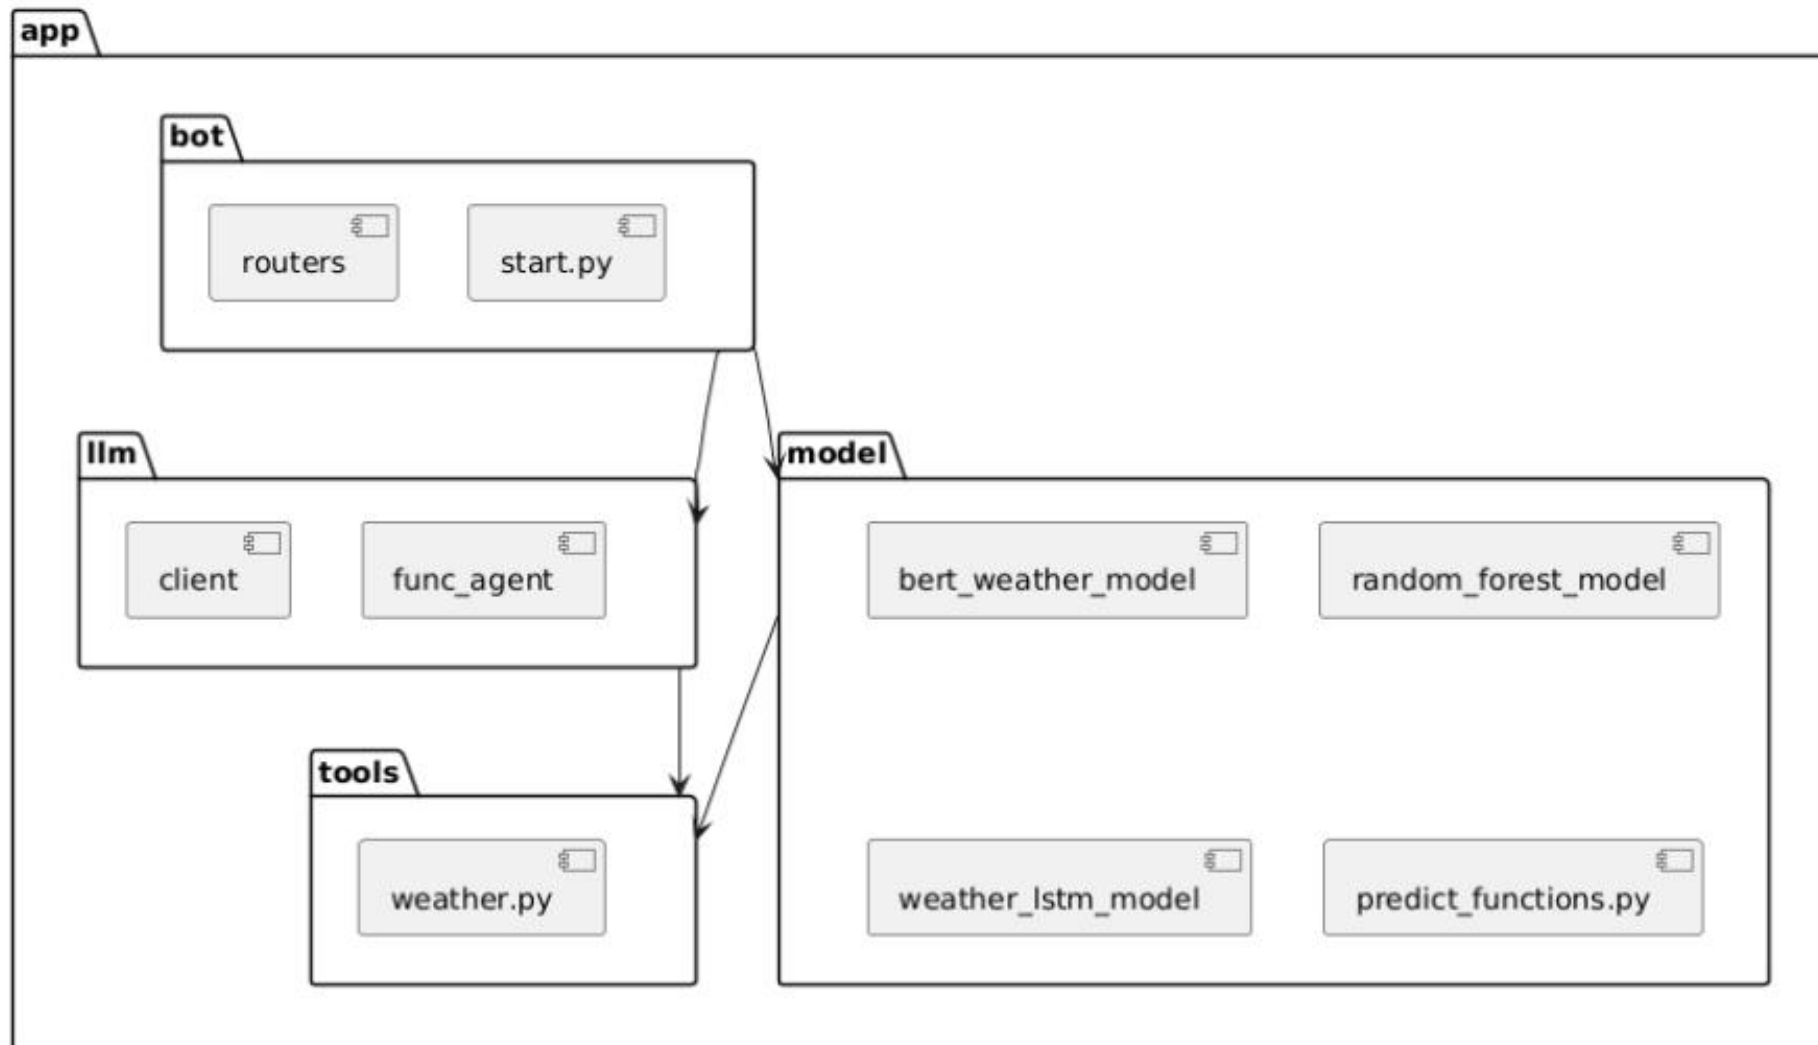 app
bot
routers
start.py
llm
model
client
func_agent
bert_weather_model
random_forest_model
tools
weather.py
weather_lstm_model
predict_functions.py